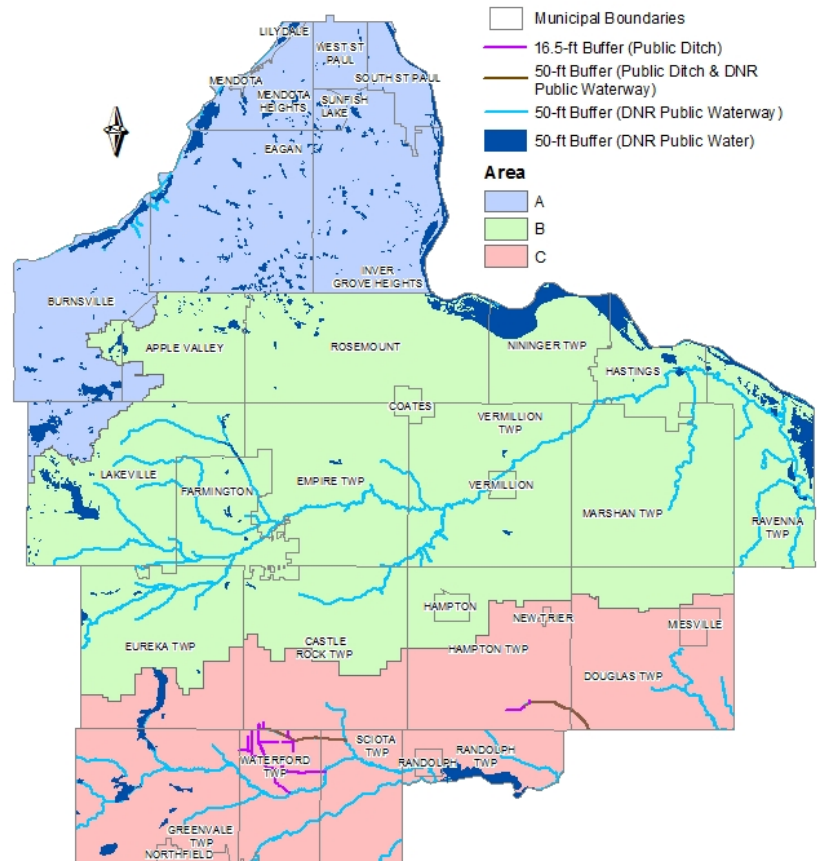 Municipal Boundaries
16.5-ft Buffer (Public Ditch)
50-ft Buffer (Public Ditch & DNR
Public Waterway)
50-ft Buffer (DNR Public Waterway)
50-ft Buffer (DNR Public Water)
Area
A
B
C
LILYDALE
WEST ST
PAUL
MENDOTA
SOUTH ST PAUL
MENDOTA
HEIGHTS
SUNFISH
LAKE
EAGAN
INVER
GROVE HEIGHTS
BURNSVILLE
APPLE VALLEY
ROSEMOUNT
NININGER TWP
HASTINGS
COATES
VERMILLION
TWP
LAKEVILLE
FARMINGTON
EMPIRE TWP
VERMILLION
MARSHAN TWP
RAVENNA
TWP
HAMPTON
NEW TRIER
MIESVILLE
EUREKA TWP
CASTLE
ROCK TWP
HAMPTON TWP
DOUGLAS TWP
WATERFORD
TWP
SCIOTA
TWP
RANDOLPH
RANDOLPH
TWP
GREENVALE
TWP
NORTHFIELD